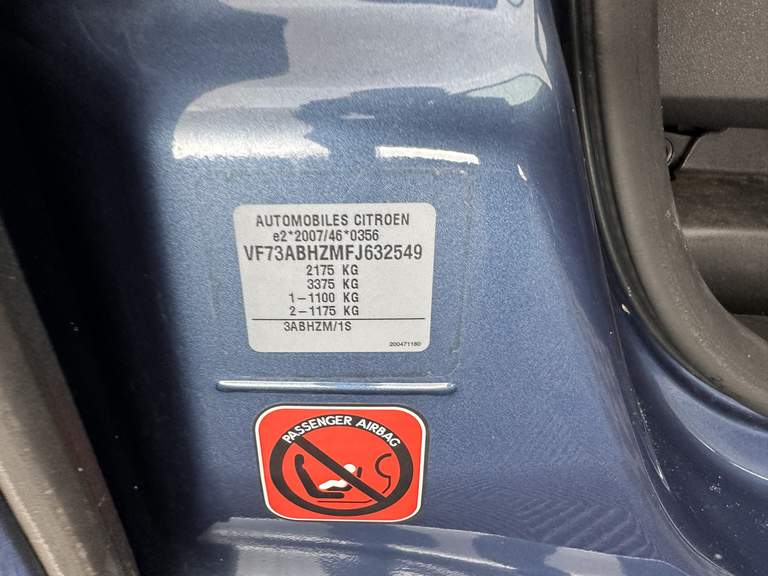 AUTOMOBILES CITROEN
e2*2007/46*0356
VF73ABHZMFJ632549
2175 KG
3375 KG
1-1100 KG
2-1175 KG
3ABHZM/1S
200471180
PASSENGER AIRBAG